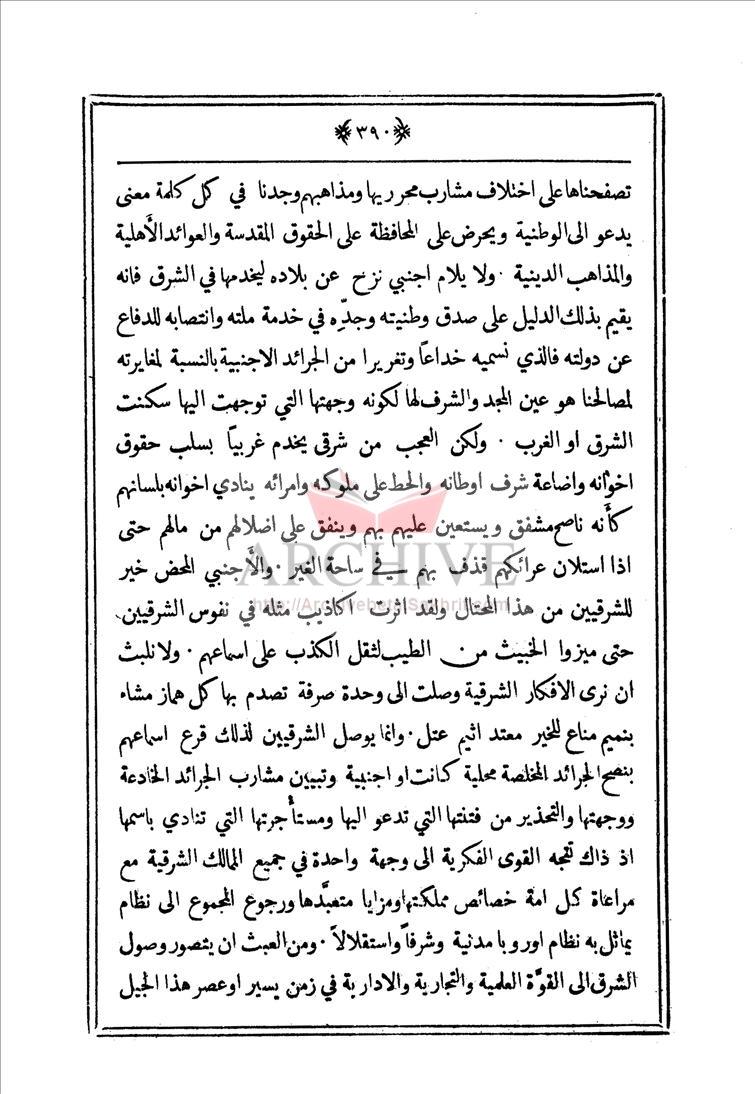 ﴿٣٩٠﴾
تصفحناها على اختلاف مشارب محرريها ومذاهبهم وجدنا في كل كلمة معنى
يدعو الى الوطنية ويحرض على المحافظة على الحقوق المقدسة والعوائد الأهلية
والمذاهب الدينية . ولا يلام اجنبي نزح عن بلاده ليخدمها في الشرق فانه
يقيم بذلك الدليل على صدق وطنيته وجدِّه في خدمة ملته وانتصابه للدفاع
عن دولته فالذي نسميه خداعاً وتغريرا من الجرائد الاجنبية بالنسبة لمغايرته
لمصالحنا هو عين المجد والشرف لها لكونه وجهتها التي توجهت اليها سكنت
الشرق او الغرب . ولكن العجب من شرقي يخدم غربياً بسلب حقوق
اخوانه واضاعة شرف اوطانه والحط على ملوكه وامرائه ينادي اخوانه بلسانهم
كأنه ناصح مشفق ويستعين عليهم بهم وينفق على اضلالهم من مالهم حتى
اذا استلان عرائكهم قذف بهم في ساحة الغير . والأجنبي المحض خير
للشرقيين من هذا المحتال ولقد اثرت اكاذيب مثله في نفوس الشرقيين
حتى ميزوا الخبيث من الطيب لثقل الكذب على اسماعهم . ولا نلبث
ان نرى الافكار الشرقية وصلت الى وحدة صرفة تصدم بها كل هماز مشاء
بنميم مناع للخير معتد اثيم عتل . وانما يوصل الشرقيين لذلك قرع اسماعهم
بنصح الجرائد المخلصة محلية كانت او اجنبية وتبيين مشارب الجرائد الخادعة
ووجهتها والتحذير من فتنتها التي تدعو اليها ومستأجرتها التي تنادي باسمها
اذ ذاك تتجه القوى الفكرية الى وجهة واحدة في جميع الممالك الشرقية مع
مراعاة كل امة خصائص مملكتها ومزايا متعبَّدها ورجوع المجموع الى نظام
يماثل به نظام اوروبا مدنية وشرفاً واستقلالاً . ومن العبث ان يتصور وصول
الشرق الى القوَّة العلمية والتجارية والادارية في زمن يسير او عصر هذا الجيل
ARCHIVE